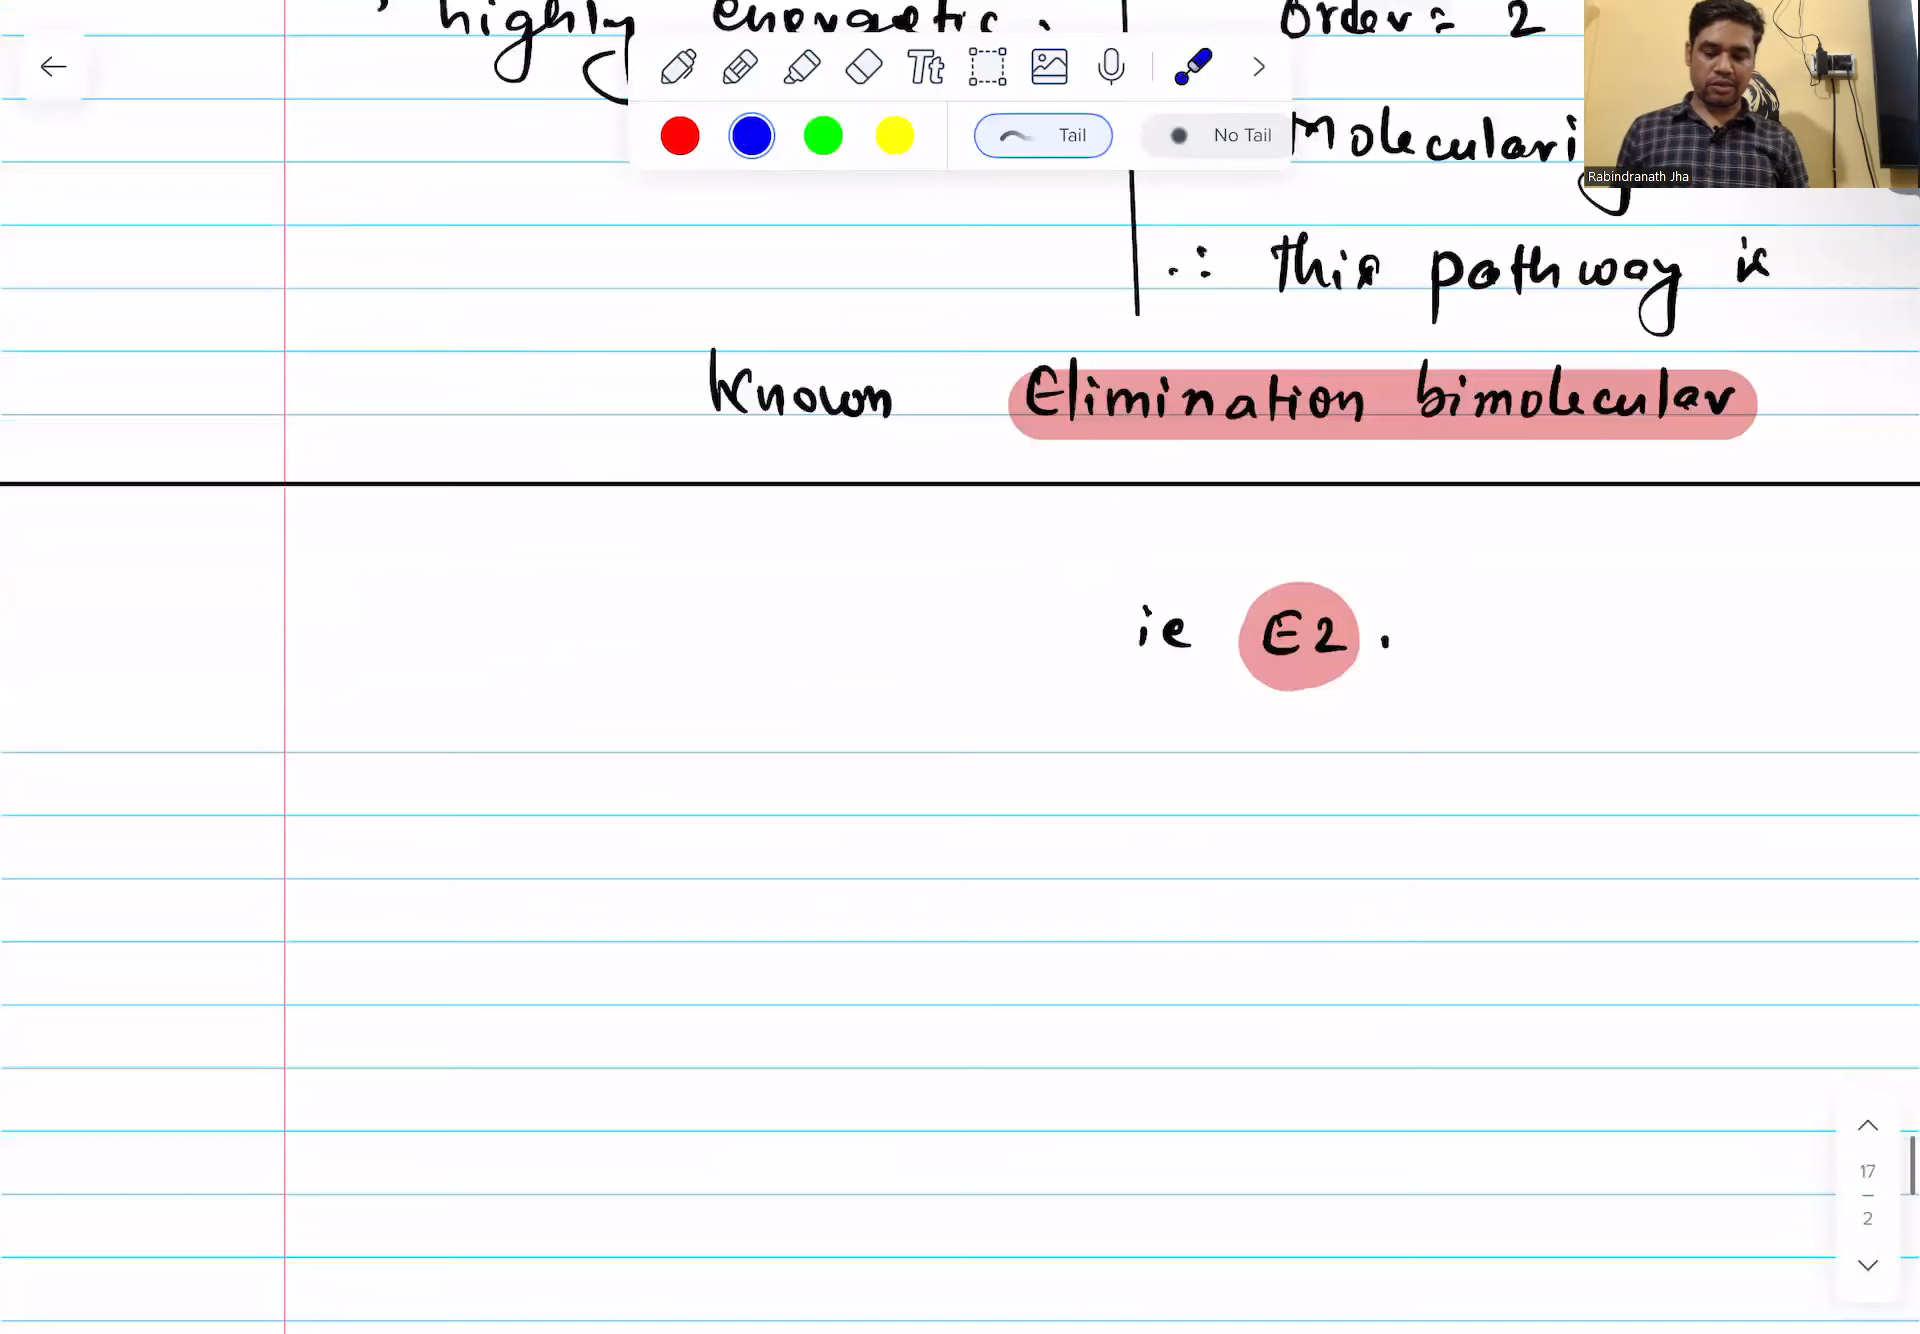 highly energetic.
Order = 2
Tt
Tail
No Tail
Rabindranath Jha
∴ this pathway is
known Elimination bimolecular
ie E2.
17
2